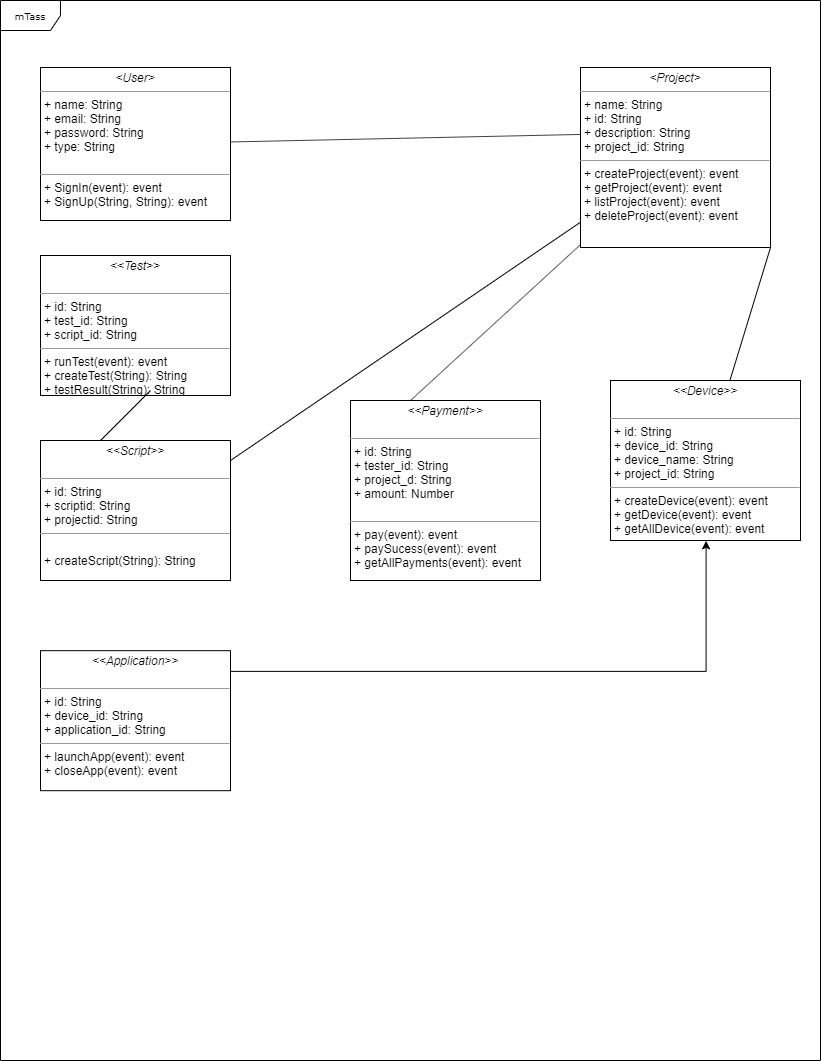 mTass
<User>
+ name: String
+ email: String
+ password: String
+ type: String
+ SignIn(event): event
+ SignUp(String, String): event
<Project>
+ name: String
+ id: String
+ description: String
+ project_id: String
+ createProject(event): event
+ getProject(event): event
+ listProject(event): event
+ deleteProject(event): event
<<Test>>
+ id: String
+ test_id: String
+ script_id: String
+ runTest(event): event
+ createTest(String): String
+ testResult(String): String
<<Script>>
+ id: String
+ scriptid: String
+ projectid: String
+ createScript(String): String
<<Payment>>
+ id: String
+ tester_id: String
+ project_d: String
+ amount: Number
+ pay(event): event
+ paySucess(event): event
+ getAllPayments(event): event
<<Device>>
+ id: String
+ device_id: String
+ device_name: String
+ project_id: String
+ createDevice(event): event
+ getDevice(event): event
+ getAllDevice(event): event
<<Application>>
+ id: String
+ device_id: String
+ application_id: String
+ launchApp(event): event
+ closeApp(event): event